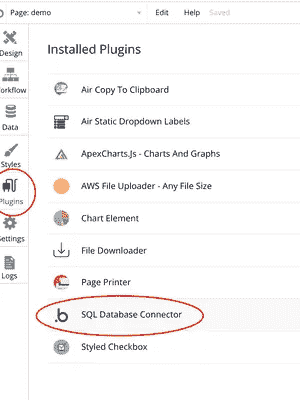 Page: demo
Edit
Help
Saved
Design
Workflow
Data
Styles
Plugins
Settings
Logs
Installed Plugins
Air Copy To Clipboard
Air Static Dropdown Labels
ApexCharts.Js - Charts And Graphs
AWS File Uploader - Any File Size
Chart Element
File Downloader
Page Printer
.b
SQL Database Connector
Styled Checkbox